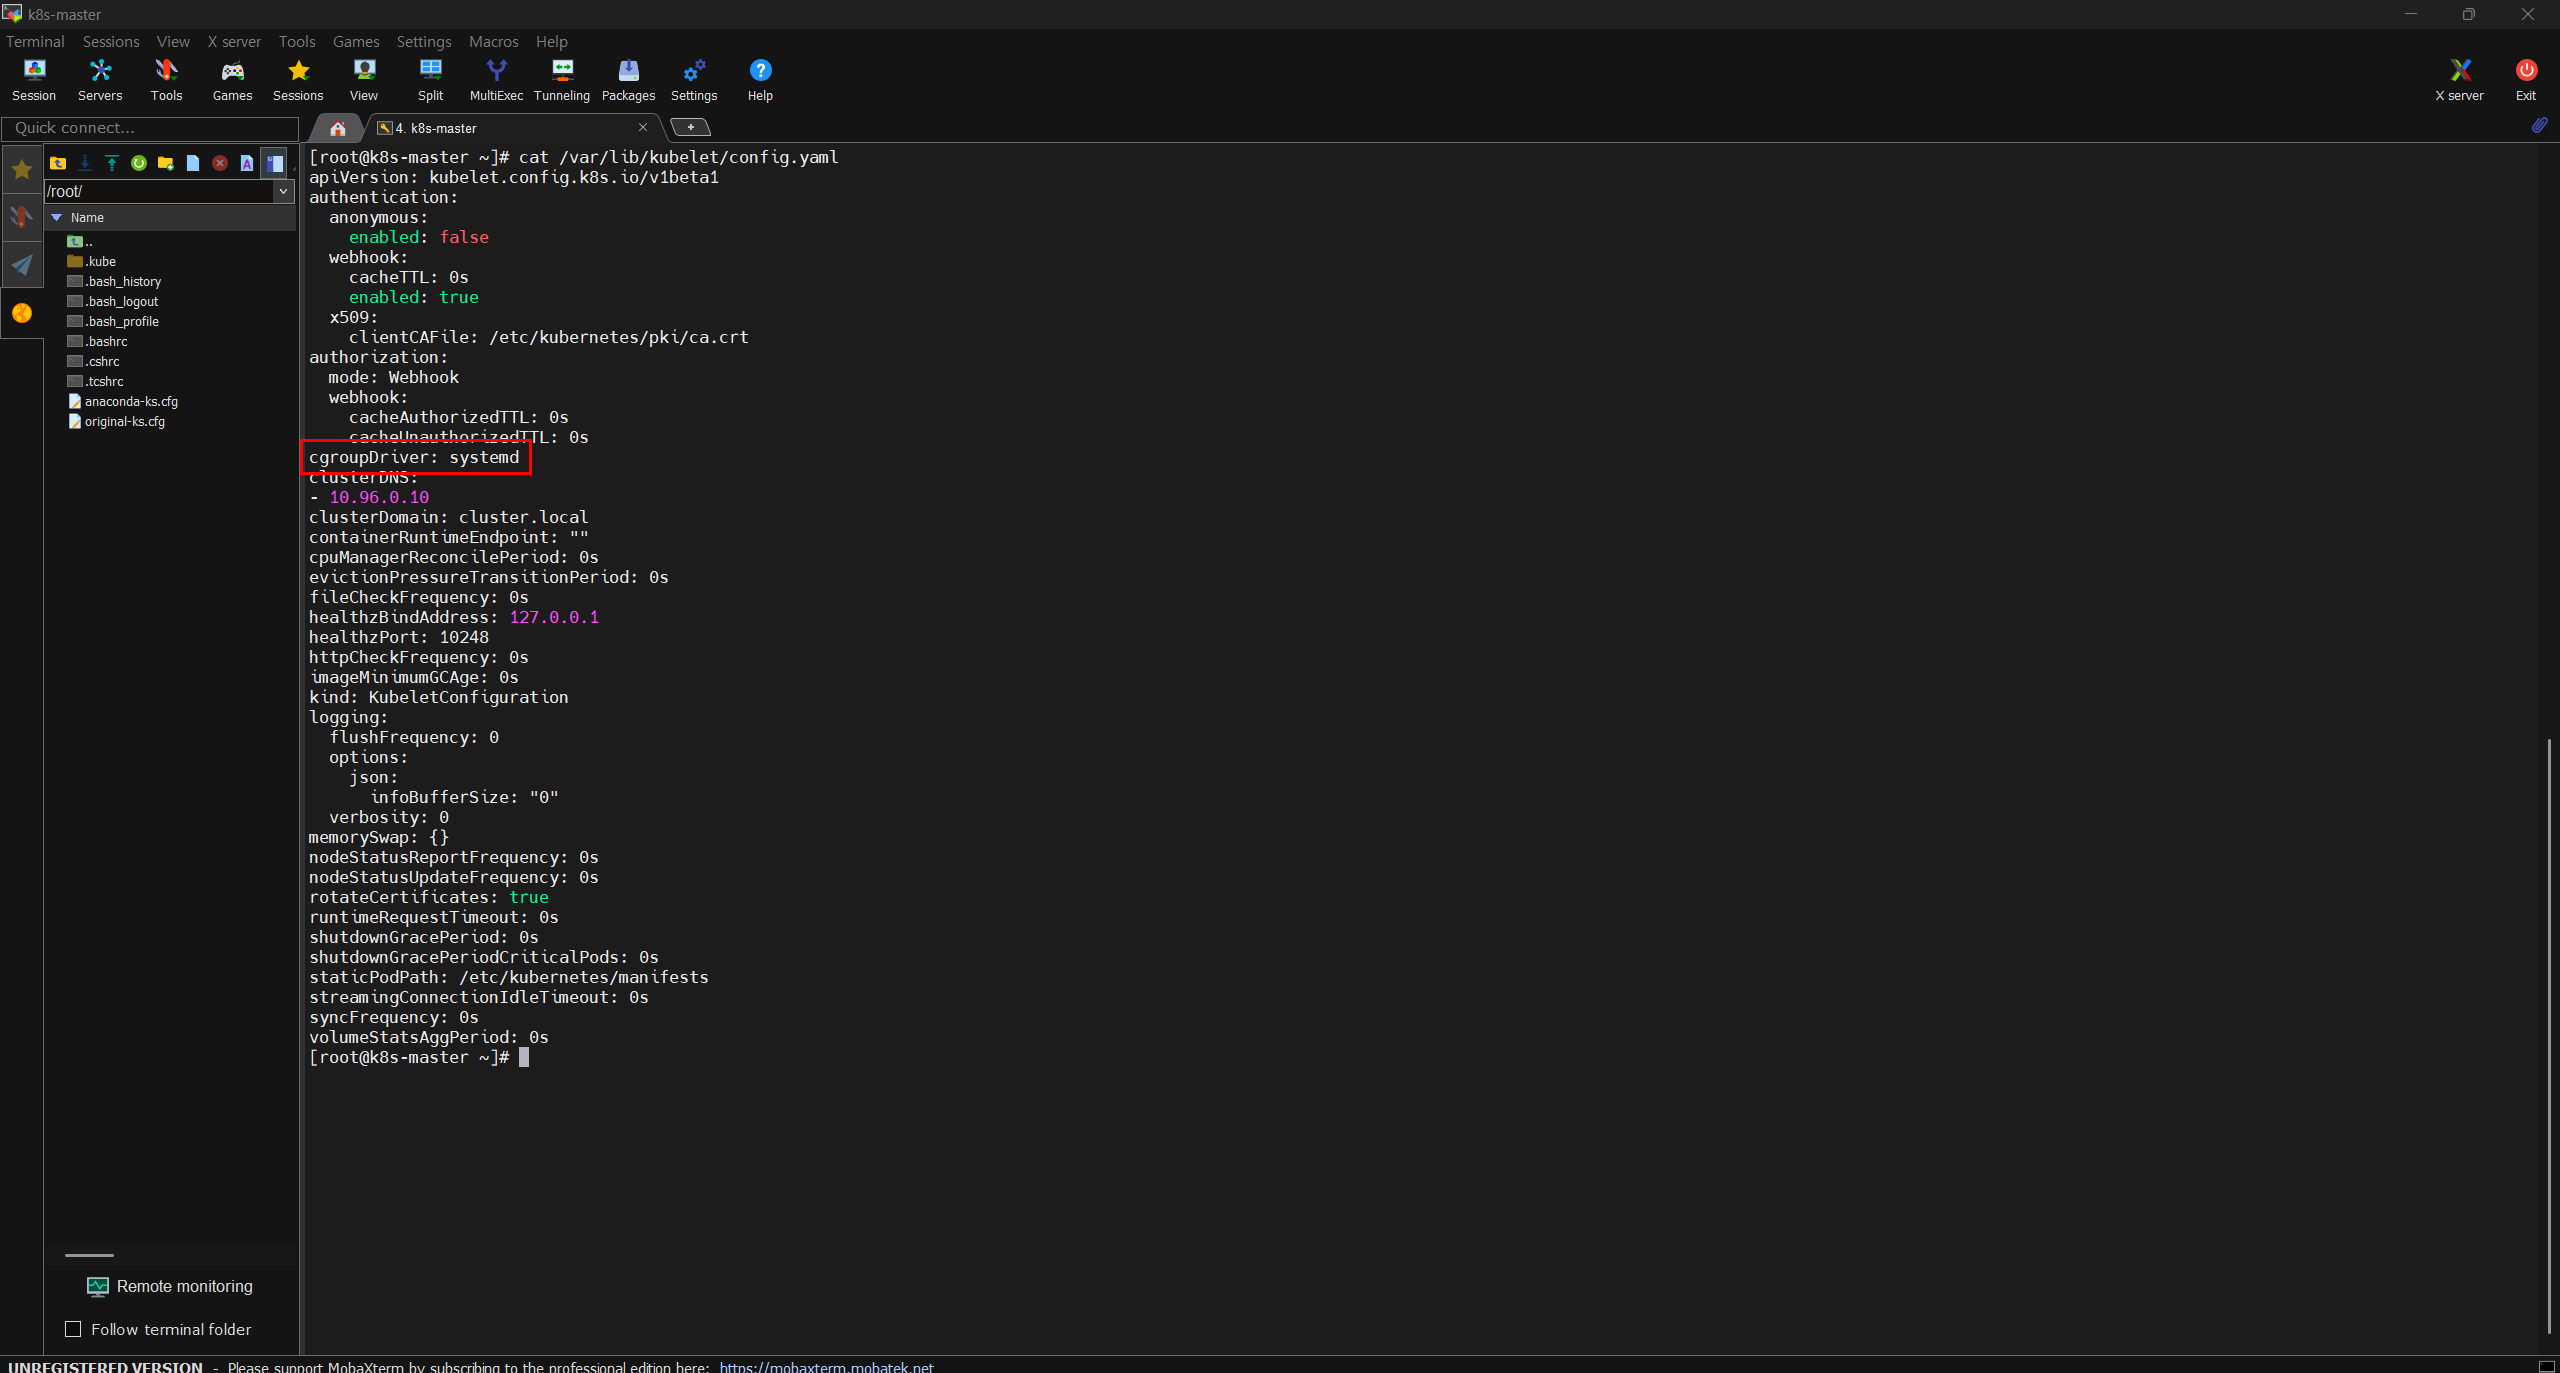 k8s-master
Terminal Sessions View X server Tools Games Settings Macros Help
Session Servers Tools Games Sessions View Split MultiExec Tunneling Packages Settings Help X server Exit
Quick connect...
4. k8s-master
/root/
Name
..
.kube
.bash_history
.bash_logout
.bash_profile
.bashrc
.cshrc
.tcshrc
anaconda-ks.cfg
original-ks.cfg
Remote monitoring
Follow terminal folder
[root@k8s-master ~]# cat /var/lib/kubelet/config.yaml
apiVersion: kubelet.config.k8s.io/v1beta1
authentication:
  anonymous:
    enabled: false
  webhook:
    cacheTTL: 0s
    enabled: true
  x509:
    clientCAFile: /etc/kubernetes/pki/ca.crt
authorization:
  mode: Webhook
  webhook:
    cacheAuthorizedTTL: 0s
    cacheUnauthorizedTTL: 0s
cgroupDriver: systemd
clusterDNS:
- 10.96.0.10
clusterDomain: cluster.local
containerRuntimeEndpoint: ""
cpuManagerReconcilePeriod: 0s
evictionPressureTransitionPeriod: 0s
fileCheckFrequency: 0s
healthzBindAddress: 127.0.0.1
healthzPort: 10248
httpCheckFrequency: 0s
imageMinimumGCAge: 0s
kind: KubeletConfiguration
logging:
  flushFrequency: 0
  options:
    json:
      infoBufferSize: "0"
  verbosity: 0
memorySwap: {}
nodeStatusReportFrequency: 0s
nodeStatusUpdateFrequency: 0s
rotateCertificates: true
runtimeRequestTimeout: 0s
shutdownGracePeriod: 0s
shutdownGracePeriodCriticalPods: 0s
staticPodPath: /etc/kubernetes/manifests
streamingConnectionIdleTimeout: 0s
syncFrequency: 0s
volumeStatsAggPeriod: 0s
[root@k8s-master ~]#
UNREGISTERED VERSION - Please support MobaXterm by subscribing to the professional edition here: https://mobaxterm.mobatek.net